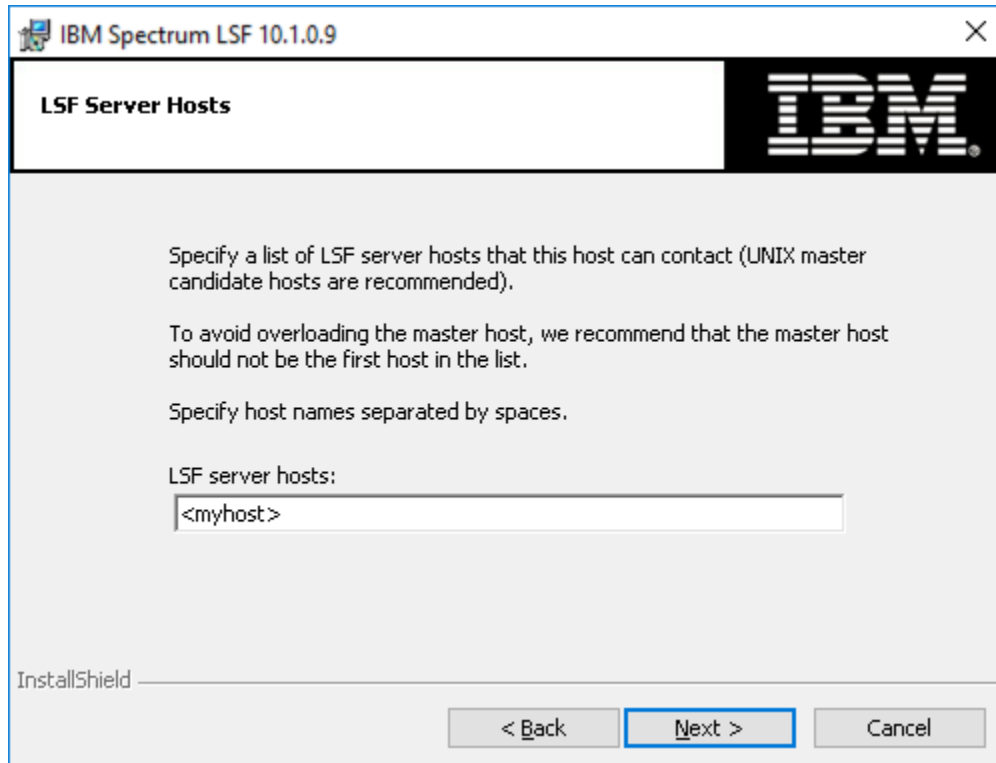 IBM Spectrum LSF 10.1.0.9
LSF Server Hosts
IBM®
Specify a list of LSF server hosts that this host can contact (UNIX master
candidate hosts are recommended).
To avoid overloading the master host, we recommend that the master host
should not be the first host in the list.
Specify host names separated by spaces.
LSF server hosts:
<myhost>
InstallShield
< Back
Next >
Cancel